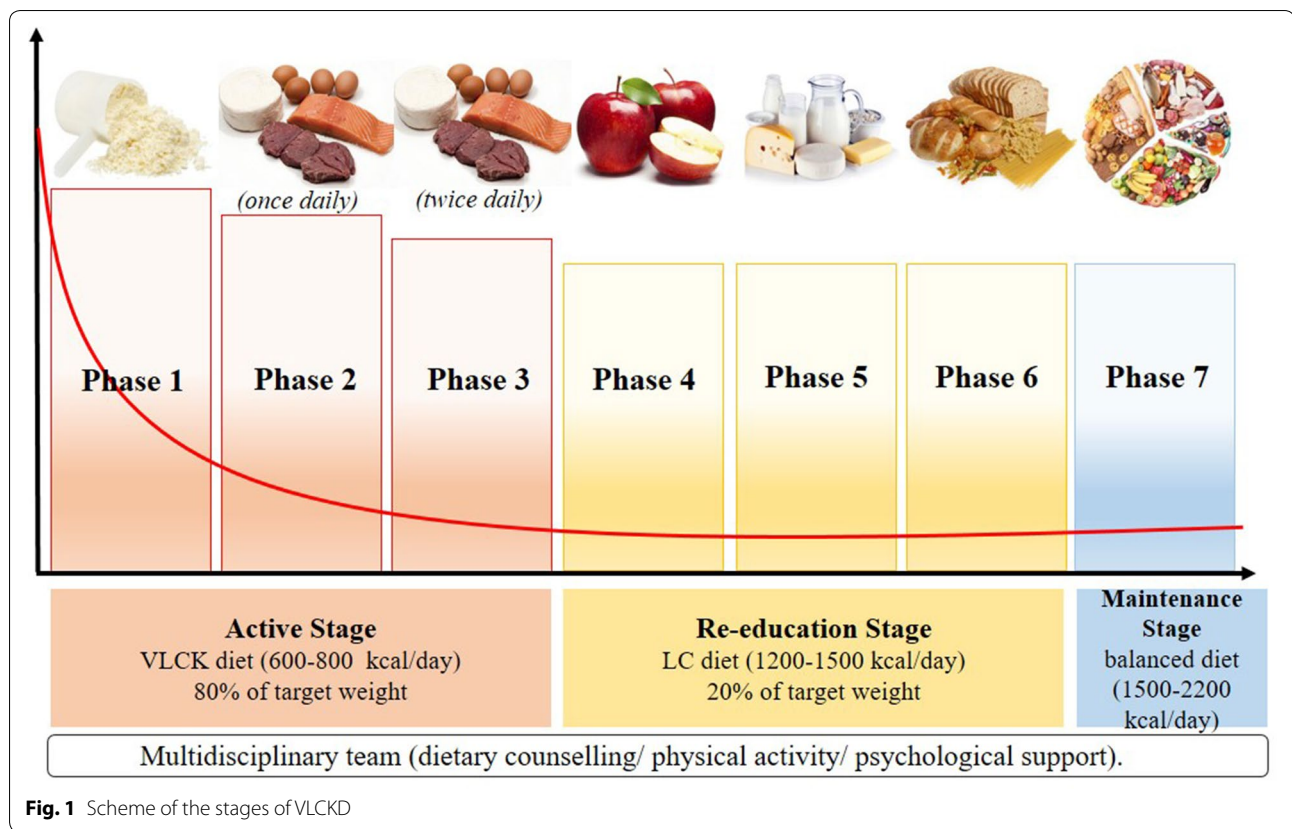 (once daily)
(twice daily)
Phase 1
Phase 2
Phase 3
Phase 4
Phase 5
Phase 6
Phase 7
Active Stage
VLCK diet (600-800 kcal/day)
80% of target weight
Re-education Stage
LC diet (1200-1500 kcal/day)
20% of target weight
Maintenance
Stage
balanced diet
(1500-2200
kcal/day)
Multidisciplinary team (dietary counselling/ physical activity/ psychological support).
Fig. 1 Scheme of the stages of VLCKD